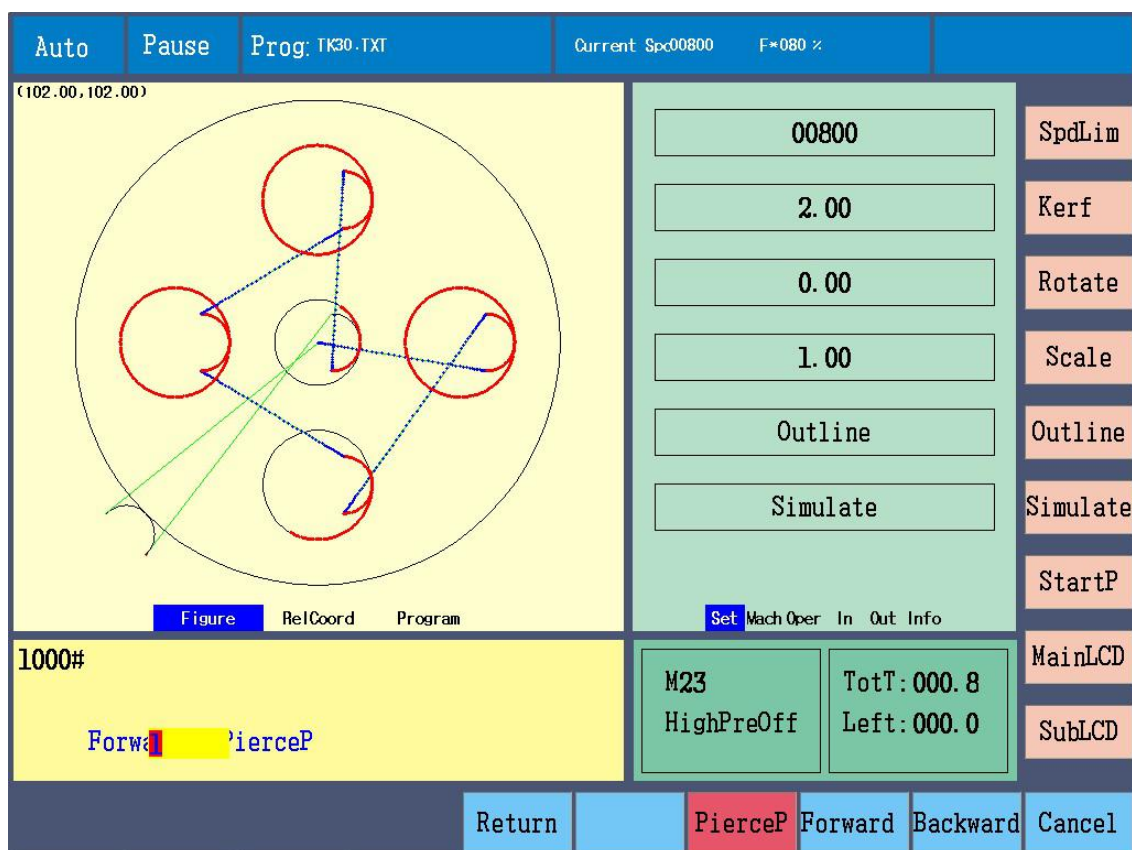 Auto Pause Prog: TK30.TXT Current Spd00800 F*080 %
(102.00,102.00)
00800 SpdLim
2.00 Kerf
0.00 Rotate
1.00 Scale
Outline Outline
Simulate Simulate
StartP
Figure RelCoord Program Set Mach Oper In Out Info
1000# MainLCD
M23 TotT:000.8
HighPreOff Left:000.0 SubLCD
1
Return PierceP Forward Backward Cancel